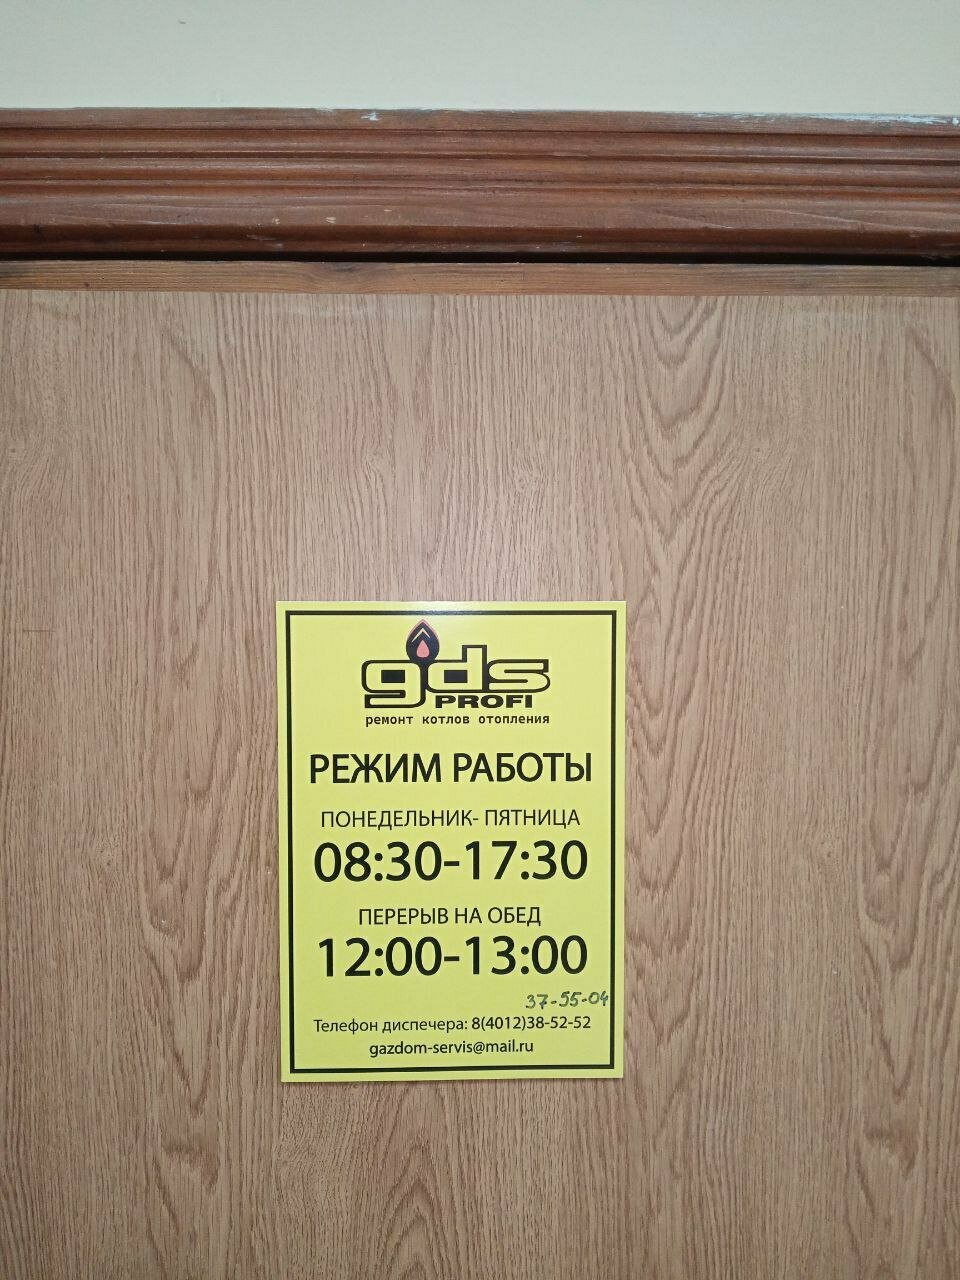 gds
PROFI
ремонт котлов отопления
РЕЖИМ РАБОТЫ
ПОНЕДЕЛЬНИК- ПЯТНИЦА
08:30-17:30
ПЕРЕРЫВ НА ОБЕД
12:00-13:00
37-55-04
Телефон диспечера: 8(4012)38-52-52
gazdom-servis@mail.ru